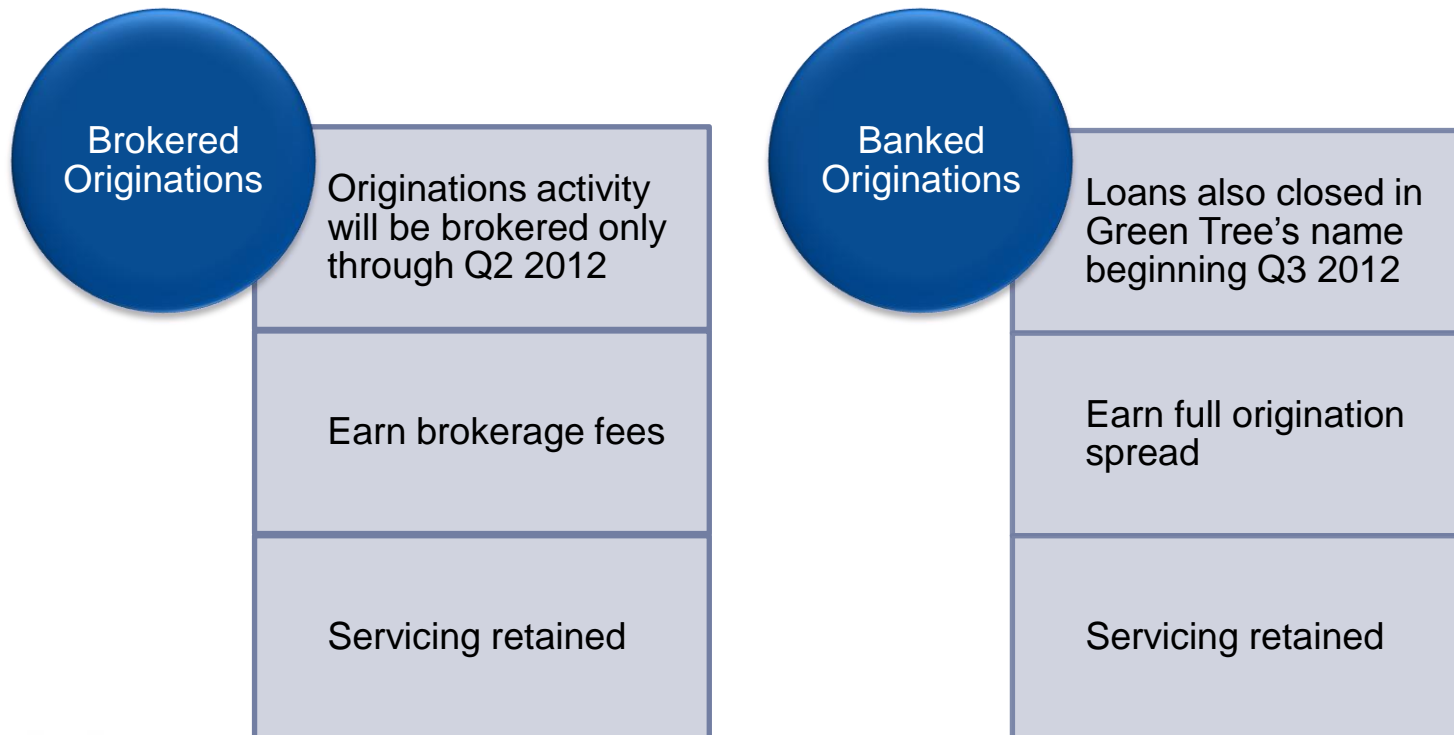 Brokered
Originations
Originations activity
will be brokered only
through Q2 2012
Earn brokerage fees
Servicing retained
Banked
Originations
Loans also closed in
Green Tree’s name
beginning Q3 2012
Earn full origination
spread
Servicing retained